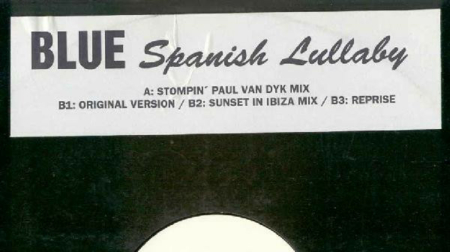 BLUE Spanish Lullaby
A: STOMPIN´ PAUL VAN DYK MIX
B1: ORIGINAL VERSION / B2: SUNSET IN IBIZA MIX / B3: REPRISE